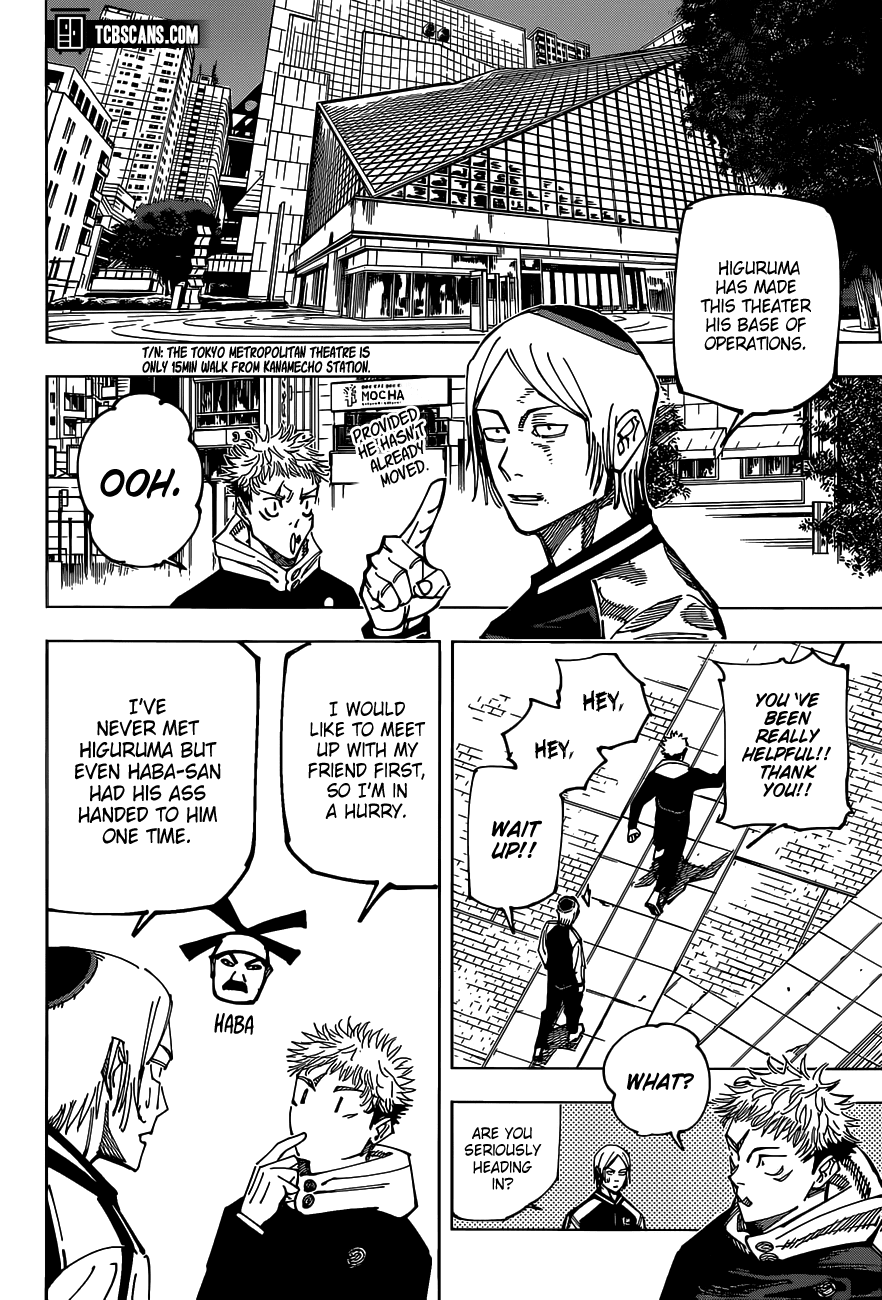 TCBSCANS.COM
HIGURUMA
HAS MADE
THIS THEATER
HIS BASE OF
OPERATIONS.
T/N: THE TOKYO METROPOLITAN THEATRE IS
ONLY 15MIN WALK FROM KANAMECHO STATION.
MOCHA
PROVIDED
HE HASN'T
ALREADY
MOVED.
OOH.
YOU 'VE
BEEN
REALLY
HELPFUL!!
THANK
YOU!!
HEY,
HEY,
WAIT
UP!!
WHAT?
ARE YOU
SERIOUSLY
HEADING
IN?
I WOULD
LIKE TO MEET
UP WITH MY
FRIEND FIRST,
SO I'M IN
A HURRY.
I'VE
NEVER MET
HIGURUMA BUT
EVEN HABA-SAN
HAD HIS ASS
HANDED TO HIM
ONE TIME.
HABA